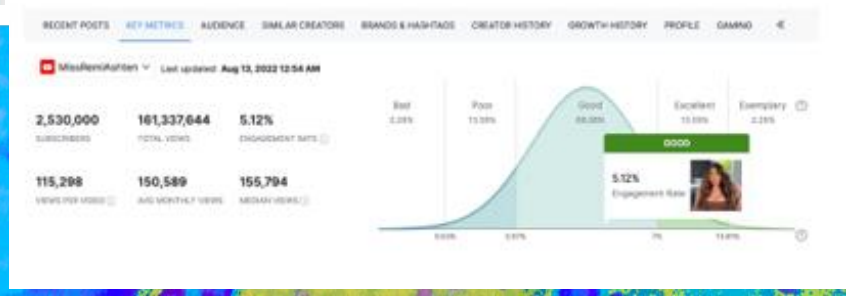 RECENT POSTS KEY METRICS AUDIENCE SIMILAR CREATORS BRANDS & HASHTAGS CREATOR HISTORY GROWTH HISTORY PROFILE GAMING
MissRemiAshten Last updated: Aug 13, 2022 12:54 AM
Bad Poor Good Excellent Exemplary
2,530,000 161,337,644 5.12%
SUBSCRIBERS TOTAL VIEWS ENGAGEMENT RATE
GOOD
5.12%
Engagement Rate
115,298 150,589 155,794
VIEWS PER VIDEO AVG MONTHLY VIEWS MEDIAN VIEWS
7%